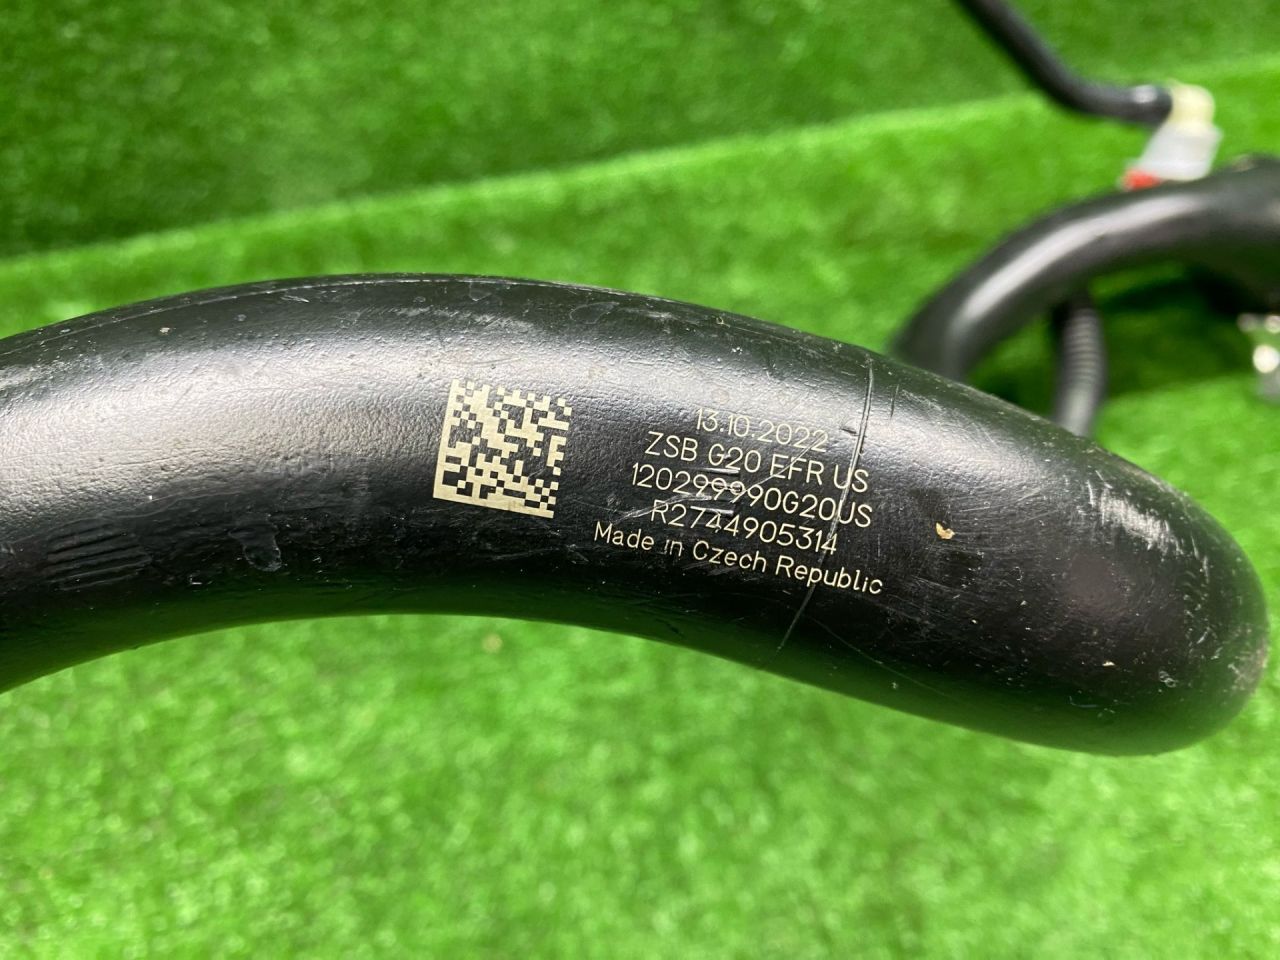 13.10.2022
ZSB G20 EFR US
120299990G20US
R2744905314
Made in Czech Republic